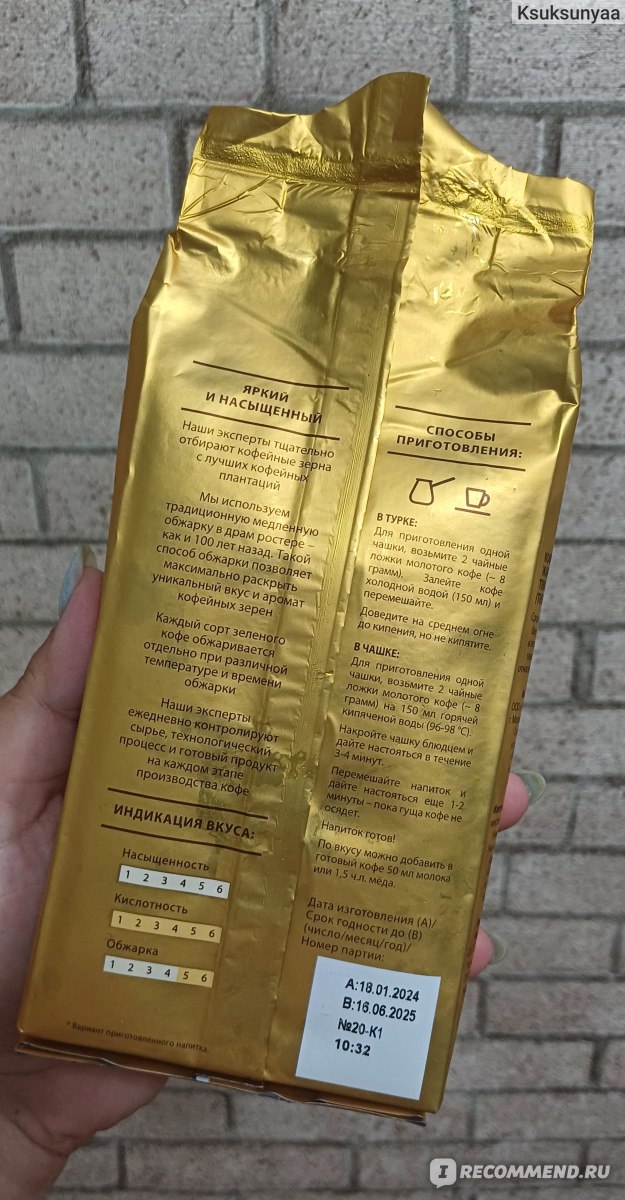 Ksuksunyaa
ЯРКИЙ
И НАСЫЩЕННЫЙ
Наши эксперты тщательно
отбирают кофейные зерна
с лучших кофейных
плантаций
Мы используем
традиционную медленную
обжарку в драм ростере –
как и 100 лет назад. Такой
способ обжарки позволяет
максимально раскрыть
уникальный вкус и аромат
кофейных зерен
Каждый сорт зеленого
кофе обжаривается
отдельно при различной
температуре и времени
обжарки
Наши эксперты
ежедневно контролируют
сырье, технологический
процесс и готовый продукт
на каждом этапе
производства кофе
ИНДИКАЦИЯ ВКУСА:
Насыщенность
1 2 3 4 5 6
Кислотность
1 2 3 4 5 6
Обжарка
1 2 3 4 5 6
* Вариант приготовленного напитка
СПОСОБЫ
ПРИГОТОВЛЕНИЯ:
В ТУРКЕ:
Для приготовления одной
чашки, возьмите 2 чайные
ложки молотого кофе (~ 8
грамм). Залейте кофе
холодной водой (150 мл) и
перемешайте.
Доведите на среднем огне
до кипения, но не кипятите.
В ЧАШКЕ:
Для приготовления одной
чашки, возьмите 2 чайные
ложки молотого кофе (~ 8
грамм) на 150 мл горячей
кипяченой воды (96-98 °С).
Накройте чашку блюдцем и
дайте настояться в течение
3-4 минут.
Перемешайте напиток и
дайте настояться еще 1-2
минуты – пока гуща кофе не
осядет.
Напиток готов!
По вкусу можно добавить в
готовый кофе 50 мл молока
или 1,5 ч.л. мёда.
Дата изготовления (А)/
Срок годности до (В)
(число/месяц/год)/
Номер партии:
А:18.01.2024
В:16.06.2025
№20-К1
10:32
IRECOMMEND.RU